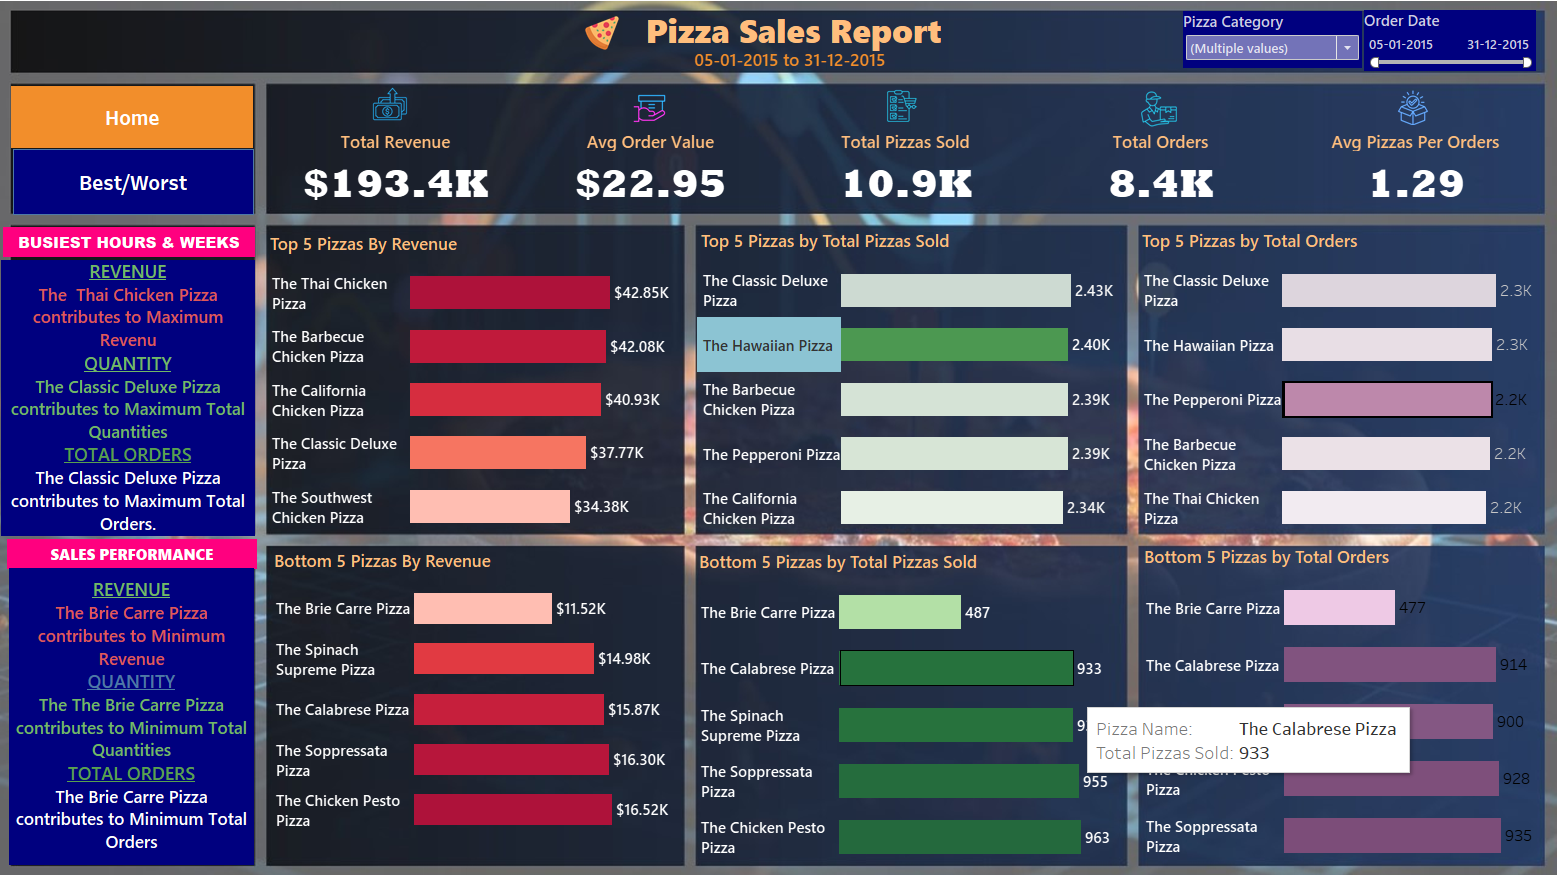 Pizza Sales Report
05-01-2015 to 31-12-2015
Pizza Category
(Multiple values)
Order Date
05-01-2015 31-12-2015
Home
Best/Worst
Total Revenue
$193.4K
Avg Order Value
$22.95
Total Pizzas Sold
10.9K
Total Orders
8.4K
Avg Pizzas Per Orders
1.29
BUSIEST HOURS & WEEKS
REVENUE
The  Thai Chicken Pizza
contributes to Maximum
Revenu
QUANTITY
The Classic Deluxe Pizza
contributes to Maximum Total
Quantities
TOTAL ORDERS
The Classic Deluxe Pizza
contributes to Maximum Total
Orders.
SALES PERFORMANCE
REVENUE
The Brie Carre Pizza
contributes to Minimum
Revenue
QUANTITY
The The Brie Carre Pizza
contributes to Minimum Total
Quantities
TOTAL ORDERS
The Brie Carre Pizza
contributes to Minimum Total
Orders
Top 5 Pizzas By Revenue
The Thai Chicken
Pizza
$42.85K
The Barbecue
Chicken Pizza
$42.08K
The California
Chicken Pizza
$40.93K
The Classic Deluxe
Pizza
$37.77K
The Southwest
Chicken Pizza
$34.38K
Top 5 Pizzas by Total Pizzas Sold
The Classic Deluxe
Pizza
2.43K
The Hawaiian Pizza
2.40K
The Barbecue
Chicken Pizza
2.39K
The Pepperoni Pizza
2.39K
The California
Chicken Pizza
2.34K
Top 5 Pizzas by Total Orders
The Classic Deluxe
Pizza
2.3K
The Hawaiian Pizza
2.3K
The Pepperoni Pizza
2.2K
The Barbecue
Chicken Pizza
2.2K
The Thai Chicken
Pizza
2.2K
Bottom 5 Pizzas By Revenue
The Brie Carre Pizza
$11.52K
The Spinach
Supreme Pizza
$14.98K
The Calabrese Pizza
$15.87K
The Soppressata
Pizza
$16.30K
The Chicken Pesto
Pizza
$16.52K
Bottom 5 Pizzas by Total Pizzas Sold
The Brie Carre Pizza
487
The Calabrese Pizza
933
The Spinach
Supreme Pizza
The Soppressata
Pizza
955
The Chicken Pesto
Pizza
963
Bottom 5 Pizzas by Total Orders
The Brie Carre Pizza
477
The Calabrese Pizza
914
900
The Chicken Pesto
Pizza
928
The Soppressata
Pizza
935
Pizza Name: The Calabrese Pizza
Total Pizzas Sold: 933